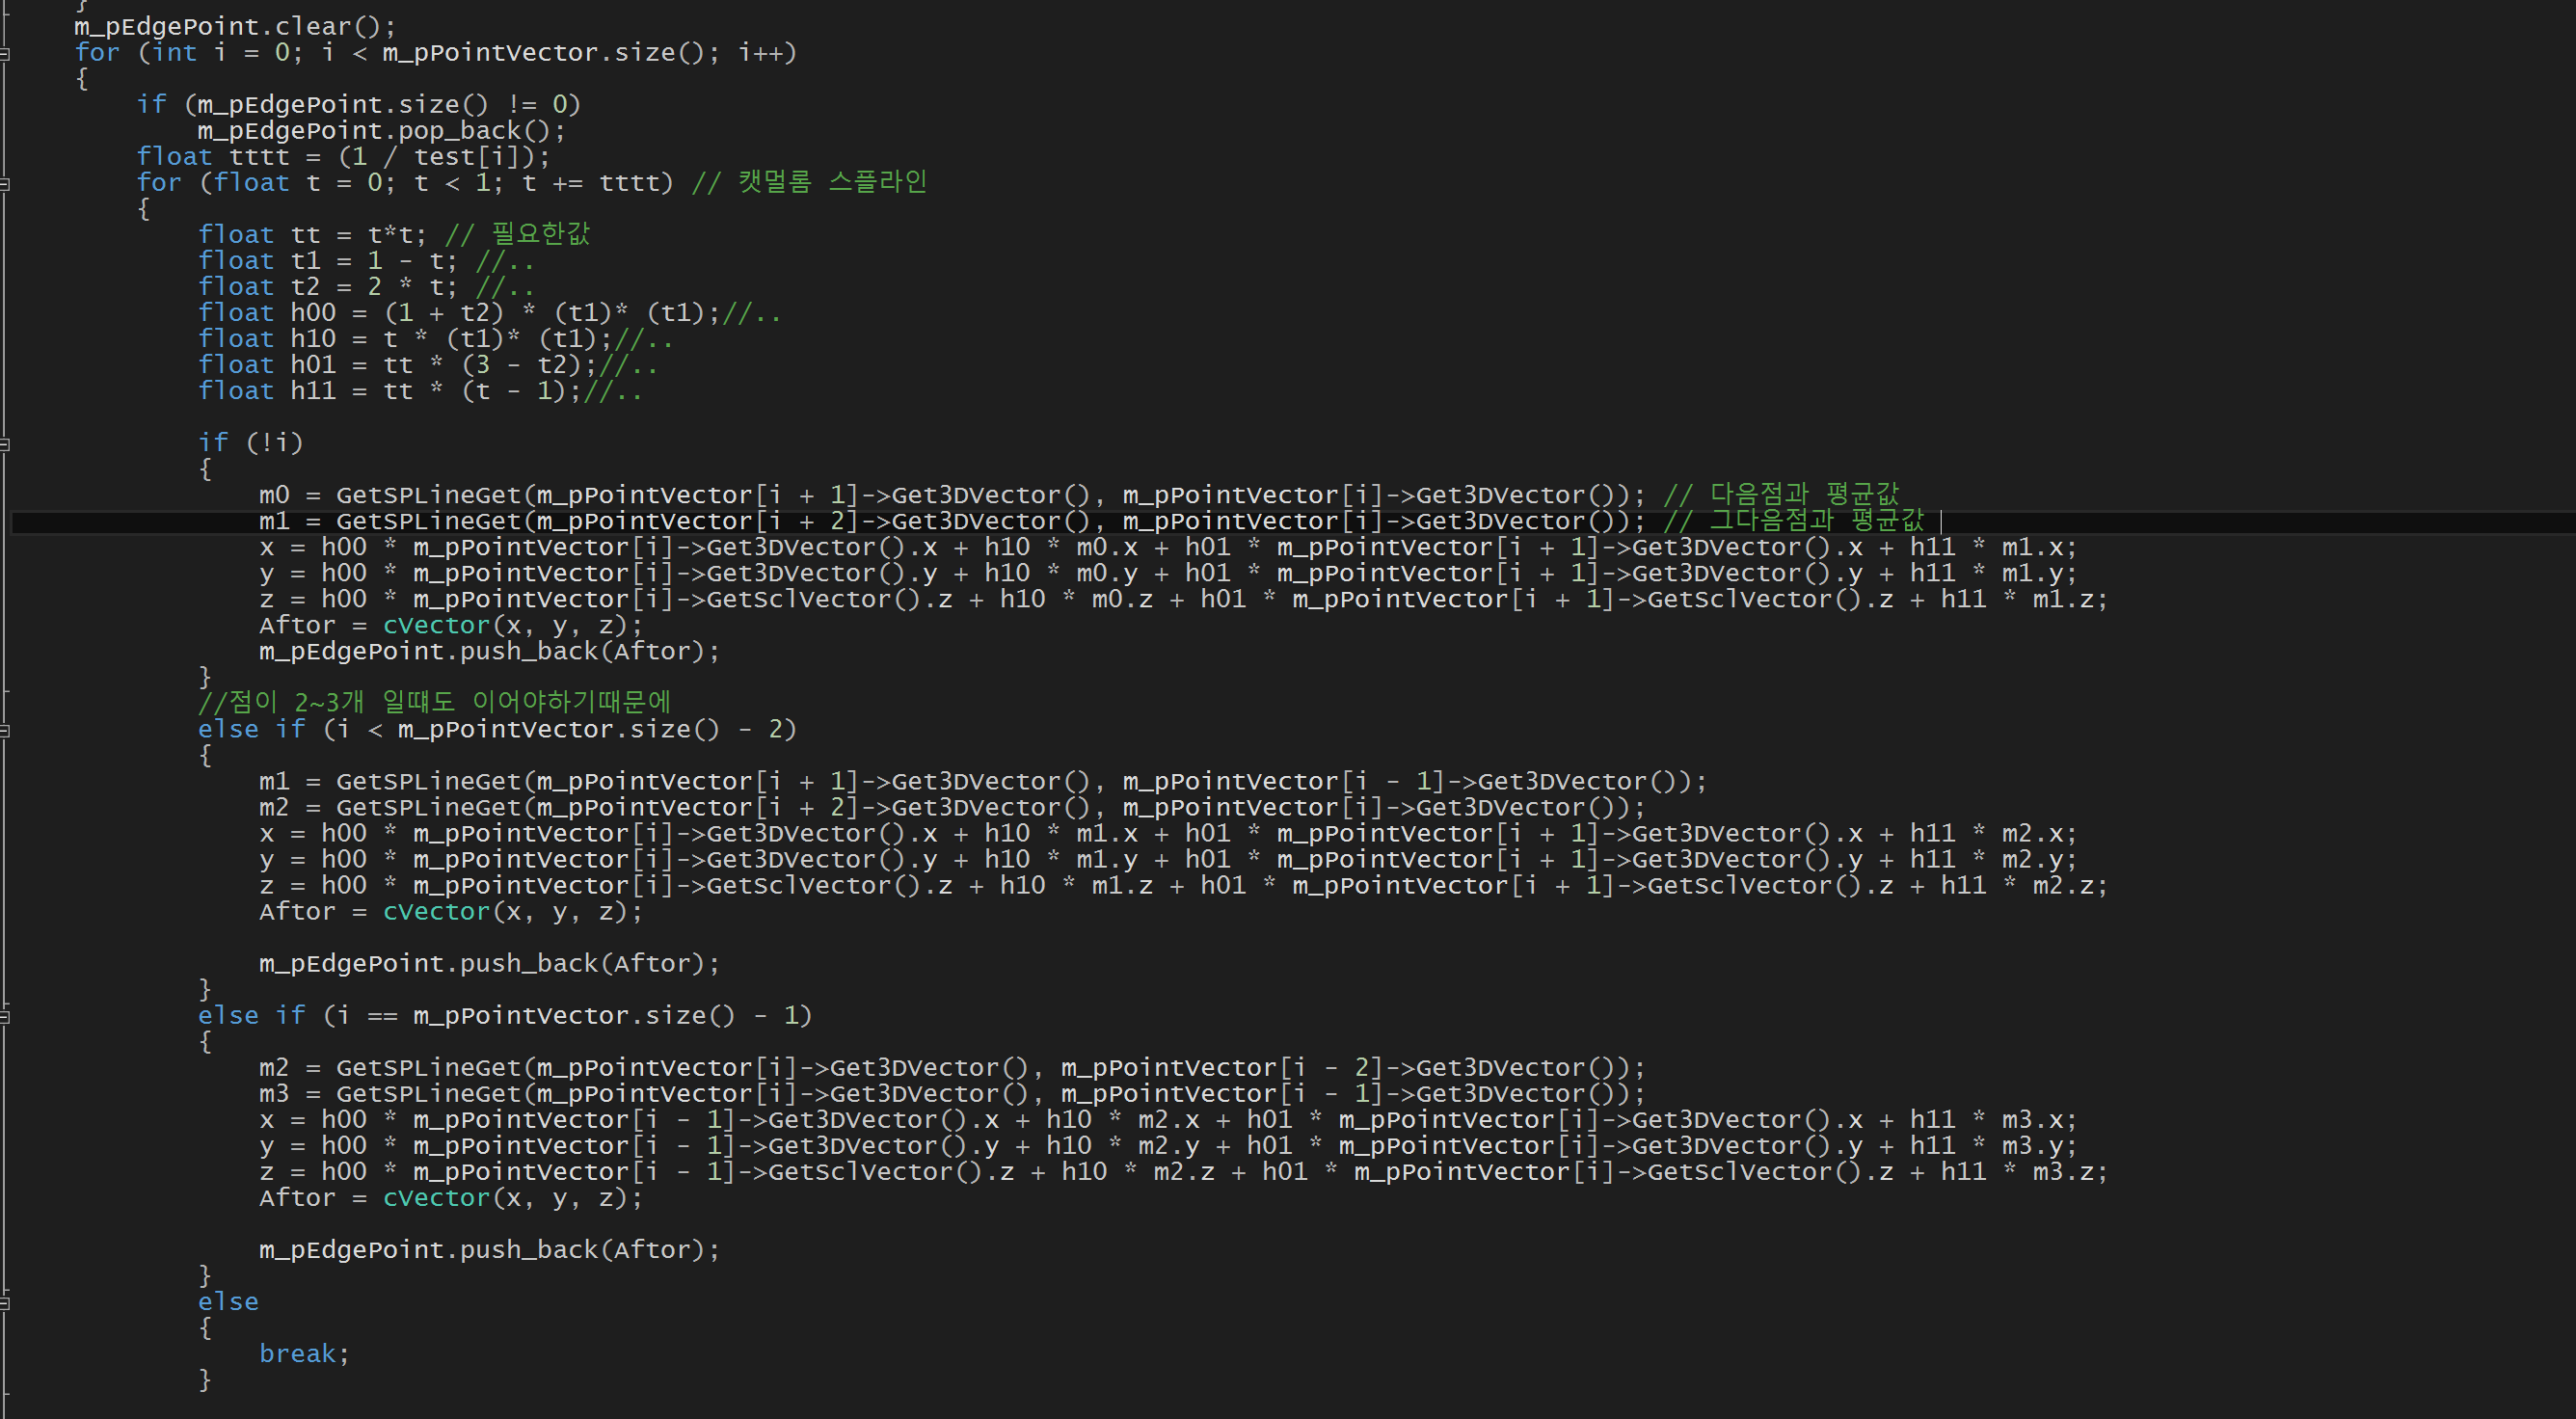 }
m_pEdgePoint.clear();
for (int i = 0; i < m_pPointVector.size(); i++)
{
if (m_pEdgePoint.size() != 0)
m_pEdgePoint.pop_back();
float tttt = (1 / test[i]);
for (float t = 0; t < 1; t += tttt) // 캣멀롬 스플라인
{
float tt = t*t; // 필요한값
float t1 = 1 - t; //..
float t2 = 2 * t; //..
float h00 = (1 + t2) * (t1)* (t1);//..
float h10 = t * (t1)* (t1);//..
float h01 = tt * (3 - t2);//..
float h11 = tt * (t - 1);//..
if (!i)
{
m0 = GetSPLineGet(m_pPointVector[i + 1]->Get3DVector(), m_pPointVector[i]->Get3DVector()); // 다음점과 평균값
m1 = GetSPLineGet(m_pPointVector[i + 2]->Get3DVector(), m_pPointVector[i]->Get3DVector()); // 그다음점과 평균값
x = h00 * m_pPointVector[i]->Get3DVector().x + h10 * m0.x + h01 * m_pPointVector[i + 1]->Get3DVector().x + h11 * m1.x;
y = h00 * m_pPointVector[i]->Get3DVector().y + h10 * m0.y + h01 * m_pPointVector[i + 1]->Get3DVector().y + h11 * m1.y;
z = h00 * m_pPointVector[i]->GetSclVector().z + h10 * m0.z + h01 * m_pPointVector[i + 1]->GetSclVector().z + h11 * m1.z;
Aftor = cVector(x, y, z);
m_pEdgePoint.push_back(Aftor);
}
//점이 2~3개 일떄도 이어야하기때문에
else if (i < m_pPointVector.size() - 2)
{
m1 = GetSPLineGet(m_pPointVector[i + 1]->Get3DVector(), m_pPointVector[i - 1]->Get3DVector());
m2 = GetSPLineGet(m_pPointVector[i + 2]->Get3DVector(), m_pPointVector[i]->Get3DVector());
x = h00 * m_pPointVector[i]->Get3DVector().x + h10 * m1.x + h01 * m_pPointVector[i + 1]->Get3DVector().x + h11 * m2.x;
y = h00 * m_pPointVector[i]->Get3DVector().y + h10 * m1.y + h01 * m_pPointVector[i + 1]->Get3DVector().y + h11 * m2.y;
z = h00 * m_pPointVector[i]->GetSclVector().z + h10 * m1.z + h01 * m_pPointVector[i + 1]->GetSclVector().z + h11 * m2.z;
Aftor = cVector(x, y, z);
m_pEdgePoint.push_back(Aftor);
}
else if (i == m_pPointVector.size() - 1)
{
m2 = GetSPLineGet(m_pPointVector[i]->Get3DVector(), m_pPointVector[i - 2]->Get3DVector());
m3 = GetSPLineGet(m_pPointVector[i]->Get3DVector(), m_pPointVector[i - 1]->Get3DVector());
x = h00 * m_pPointVector[i - 1]->Get3DVector().x + h10 * m2.x + h01 * m_pPointVector[i]->Get3DVector().x + h11 * m3.x;
y = h00 * m_pPointVector[i - 1]->Get3DVector().y + h10 * m2.y + h01 * m_pPointVector[i]->Get3DVector().y + h11 * m3.y;
z = h00 * m_pPointVector[i - 1]->GetSclVector().z + h10 * m2.z + h01 * m_pPointVector[i]->GetSclVector().z + h11 * m3.z;
Aftor = cVector(x, y, z);
m_pEdgePoint.push_back(Aftor);
}
else
{
break;
}